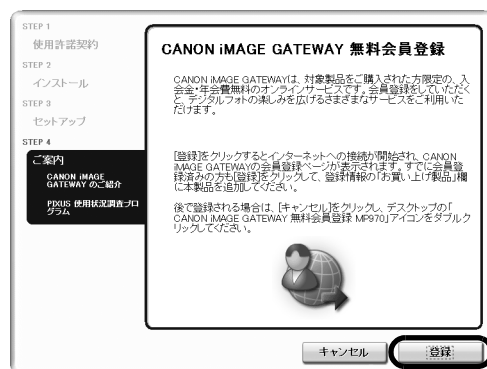 STEP 1
使用許諾契約
STEP 2
インストール
STEP 3
セットアップ
STEP 4
ご案内
CANON iMAGE
GATEWAY のご紹介
PIXUS 使用状況調査プロ
グラム
CANON iMAGE GATEWAY 無料会員登録
CANON iMAGE GATEWAYは、対象製品をご購入された方限定の、入
会金・年会費無料のオンラインサービスです。会員登録をしていただく
と、デジタルフォトの楽しみを広げるさまざまなサービスをご利用いた
だけます。
[登録]をクリックするとインターネットへの接続が開始され、CANON
iMAGE GATEWAYの会員登録ページが表示されます。すでに会員登
録済みの方も[登録]をクリックして、登録情報の「お買い上げ製品」欄
に本製品を追加してください。
後で登録される場合は、[キャンセル]をクリックし、デスクトップの「
CANON iMAGE GATEWAY 無料会員登録 MP970」アイコンをダブルク
リックしてください。
キャンセル
登録